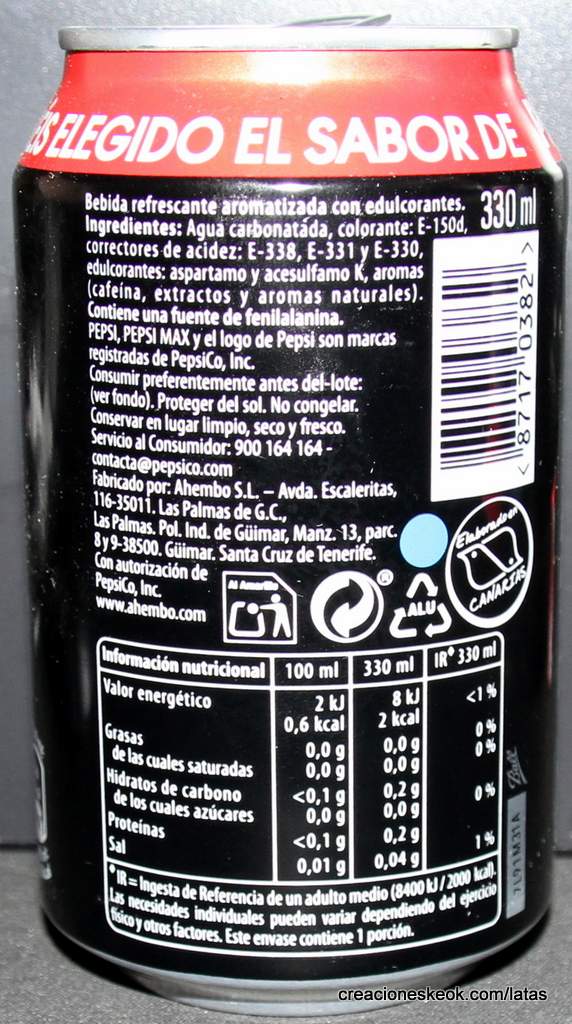 EIS ELEGIDO EL SABOR DE
Bebida refrescante aromatizada con edulcorantes.
330 ml
Ingredientes: Agua carbonatada, colorante: E-150d,
correctores de acidez: E-338, E-331 y E-330,
edulcorantes: aspartamo y acesulfamo K, aromas
(cafeína, extractos y aromas naturales).
Contiene una fuente de fenilalanina.
PEPSI, PEPSI MAX y el logo de Pepsi son marcas
registradas de PepsiCo, Inc.
Consumir preferentemente antes del-lote:
(ver fondo). Proteger del sol. No congelar.
Conservar en lugar limpio, seco y fresco.
Servicio al Consumidor: 900 164 164 -
contacta@pepsico.com
< 8717 0382 >
Fabricado por: Ahembo S.L. – Avda. Escaleritas,
116-35011. Las Palmas de G.C.,
Las Palmas. Pol. Ind. de Güimar, Manz. 13, parc.
8 y 9-38500. Güimar. Santa Cruz de Tenerife.
Con autorización de
PepsiCo, Inc.
www.ahembo.com
Al Amarillo
®
ALU
Elaborado en
CANARIAS
Información nutricional 100 ml 330 ml IR* 330 ml
Valor energético 2 kJ 8 kJ <1 %
0,6 kcal 2 kcal
Grasas 0,0 g 0,0 g 0 %
de las cuales saturadas 0,0 g 0,0 g 0 %
Hidratos de carbono <0,1 g 0,2 g
de los cuales azúcares 0,0 g 0,0 g 0 %
Proteínas <0,1 g 0,2 g
Sal 0,01 g 0,04 g 1 %
*IR = Ingesta de Referencia de un adulto medio (8400 kJ / 2000 kcal).
Las necesidades individuales pueden variar dependiendo del ejercicio
físico y otros factores. Este envase contiene 1 porción.
Ball
creacioneskeok.com/latas